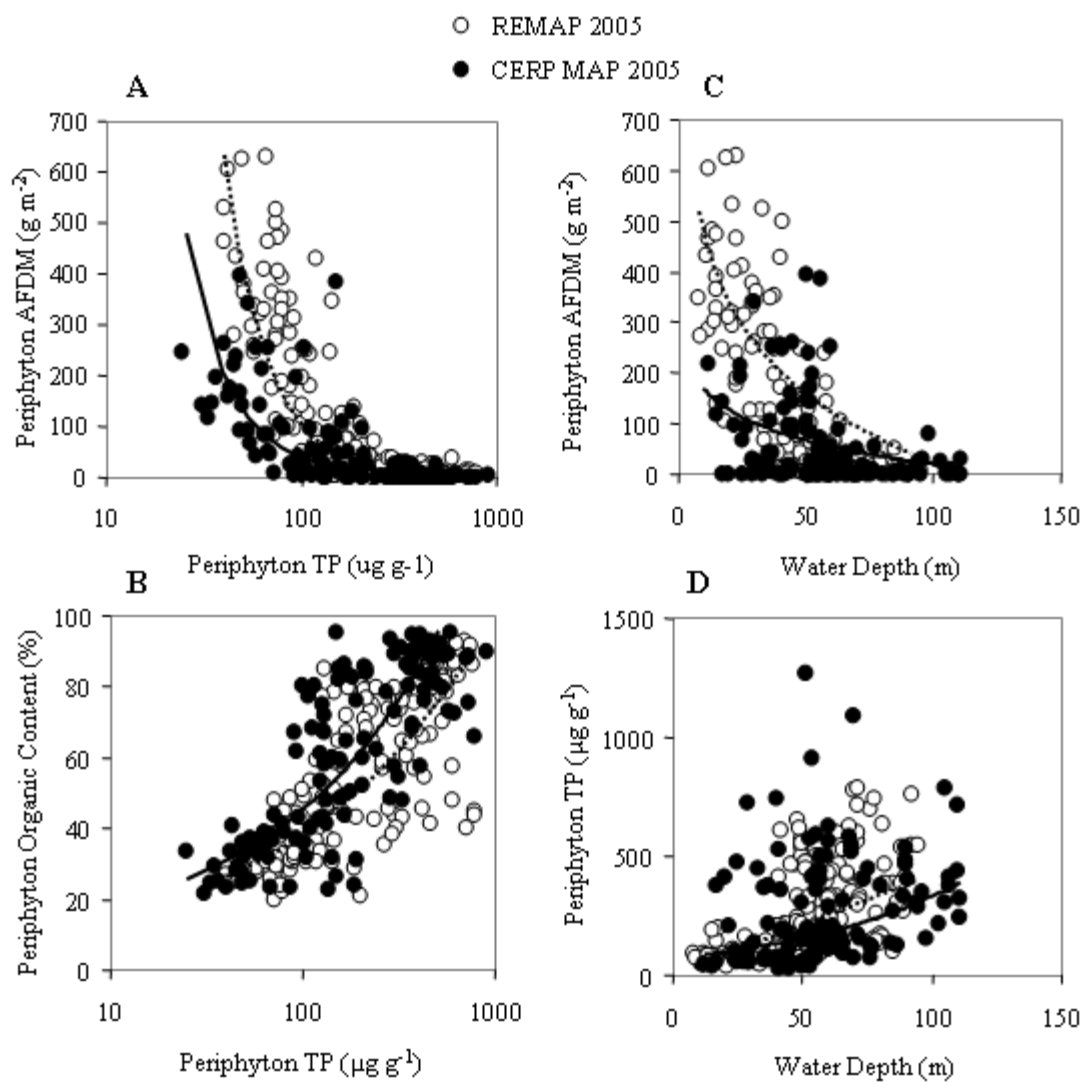 REMAP 2005
CERP MAP 2005
A
700
600
500
400
300
200
100
0
Periphyton AFDM (g m-2)
10
100
1000
Periphyton TP (ug g-1)
C
700
600
500
400
300
200
100
0
Periphyton AFDM (g m-2)
0
50
100
150
Water Depth (m)
B
100
80
60
40
20
0
Periphyton Organic Content (%)
10
100
1000
Periphyton TP (µg g-1)
D
1500
1000
500
0
Periphyton TP (µg g-1)
0
50
100
150
Water Depth (m)